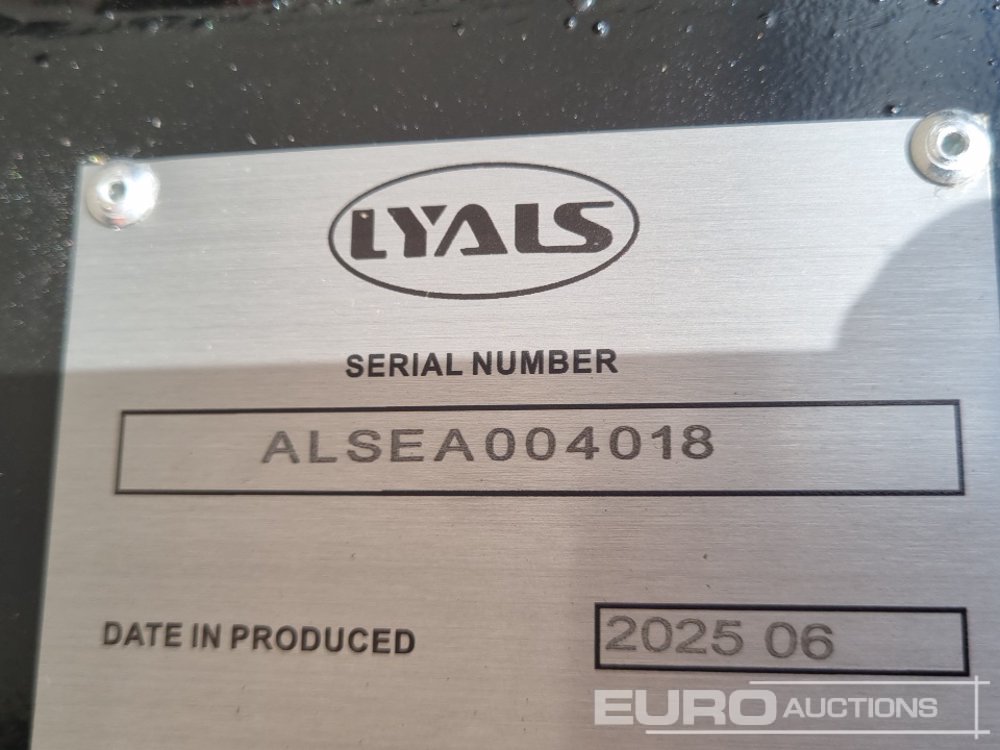 LYALS
SERIAL NUMBER
ALSEA004018
DATE IN PRODUCED
2025 06
EURO AUCTIONS